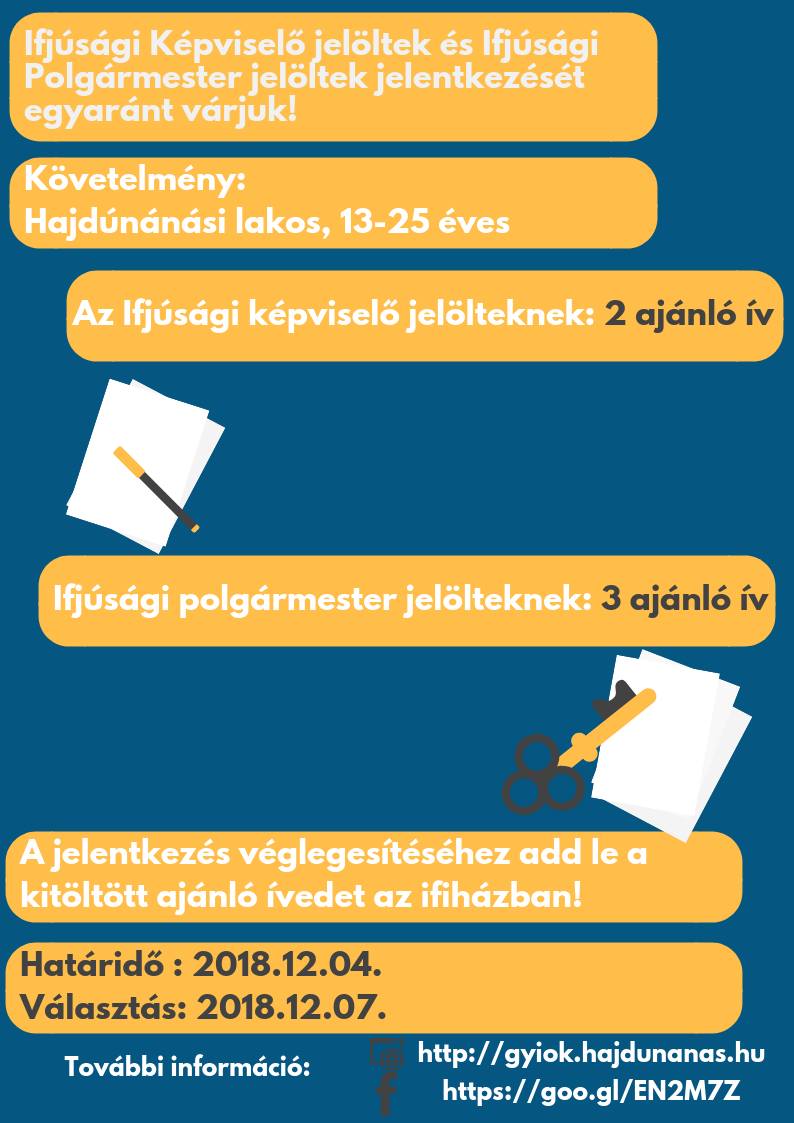 Ifjúsági Képviselő jelöltek és Ifjúsági
Polgármester jelöltek jelentkezését
egyaránt várjuk!
Követelmény:
Hajdúnánási lakos, 13-25 éves
Az Ifjúsági képviselő jelölteknek: 2 ajánló ív
Ifjúsági polgármester jelölteknek: 3 ajánló ív
A jelentkezés véglegesítéséhez add le a
kitöltött ajánló ívedet az ifiházban!
Határidő : 2018.12.04.
Választás: 2018.12.07.
További információ:
http://gyiok.hajdunanas.hu
https://goo.gl/EN2M7Z